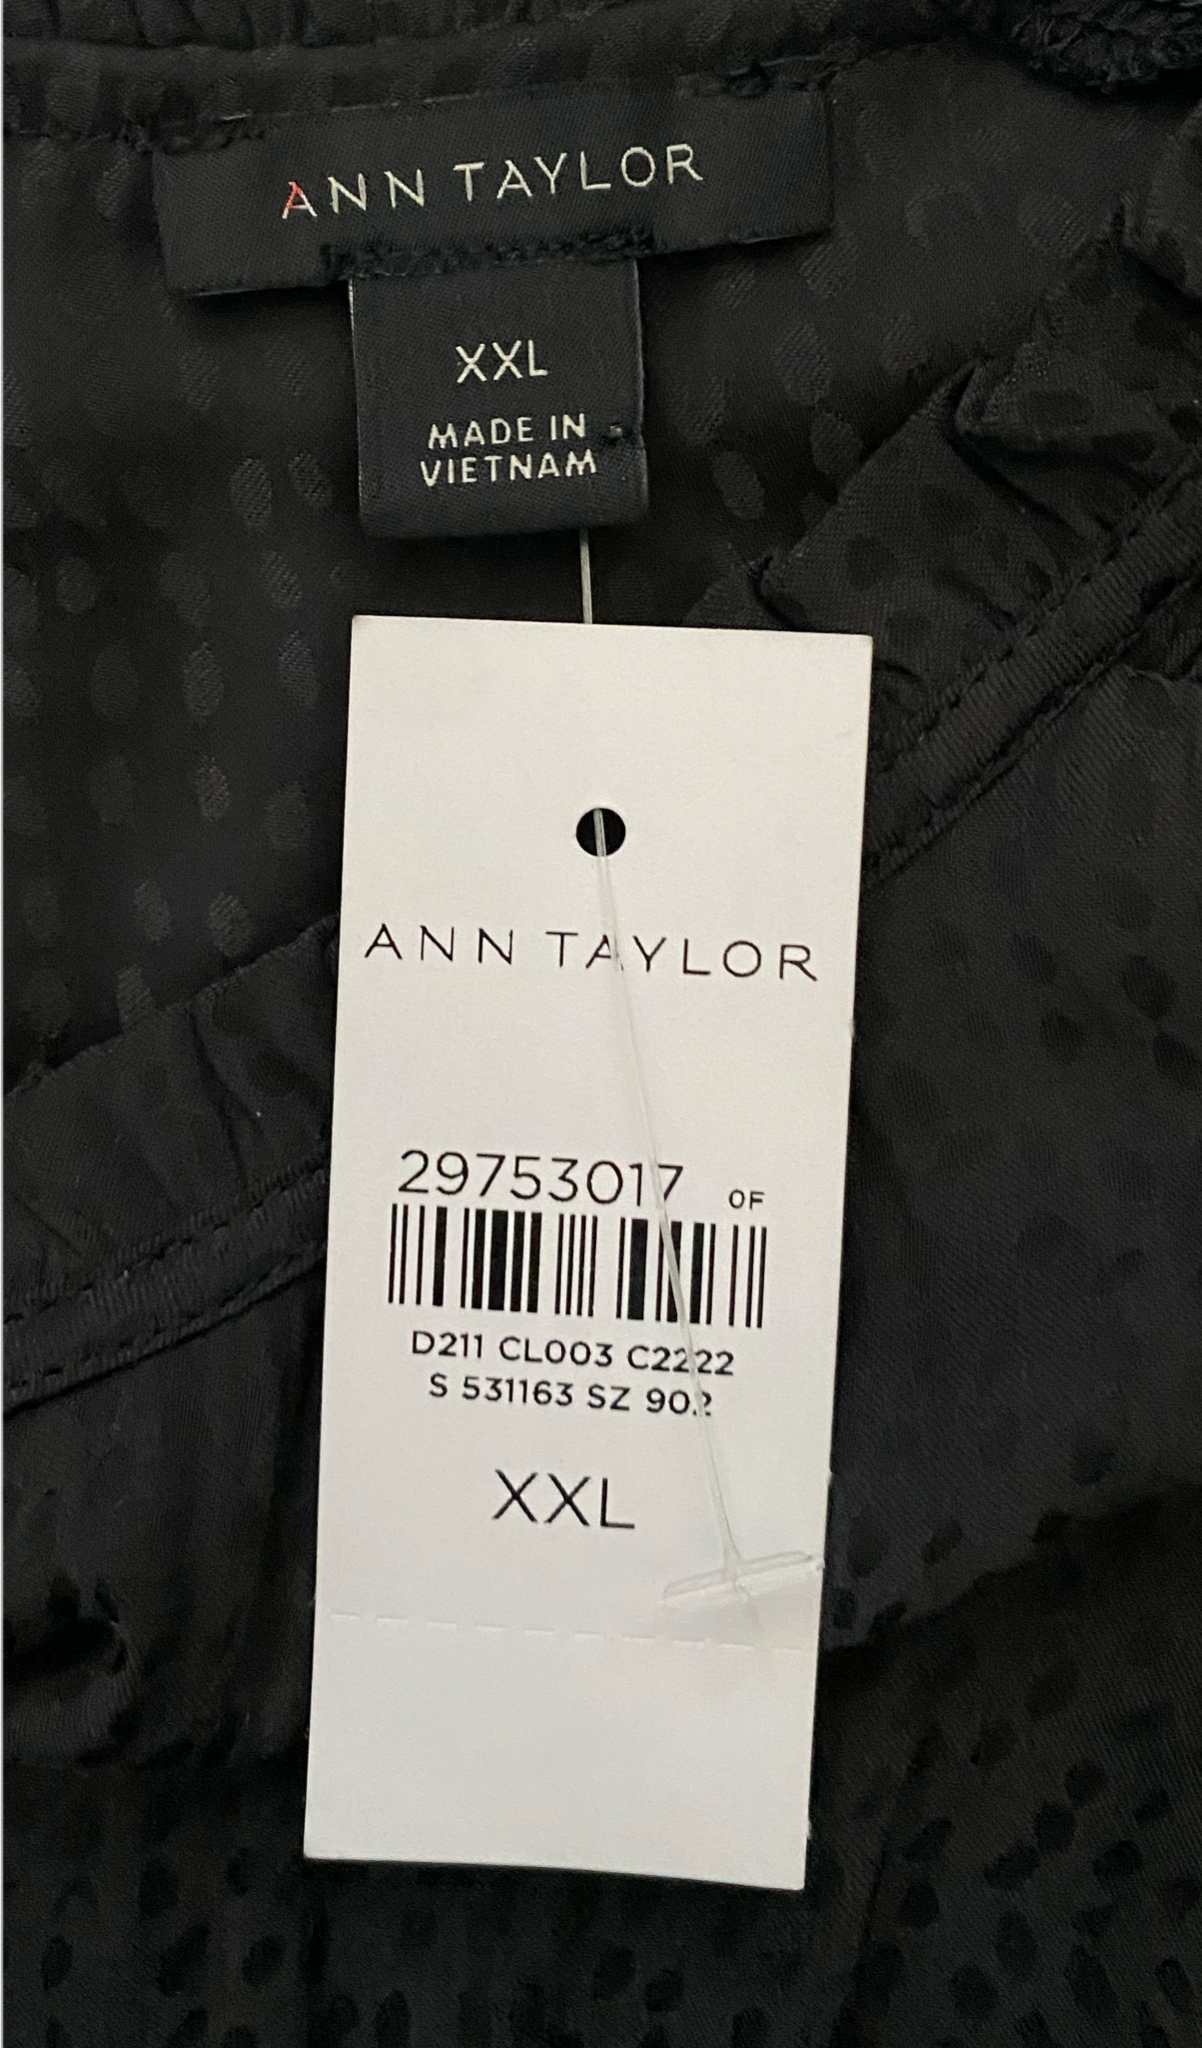 ANN TAYLOR
XXL
MADE IN
VIETNAM
ANN TAYLOR
29753017 OF
D211 CL003 C2222
S 531163 SZ 902
XXL